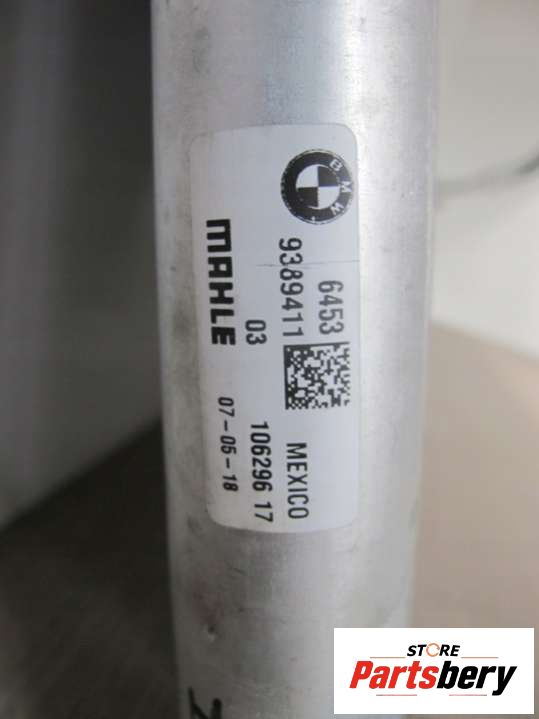 BMW
6453
9389411
03
MAHLE
MEXICO
106296 17
07-05-18
STORE
Partsbery